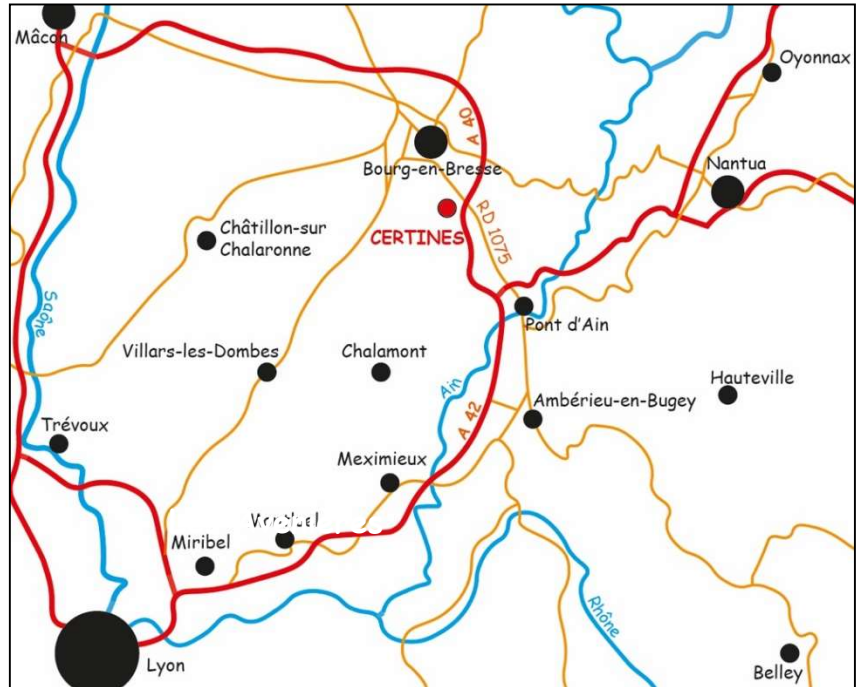 Mâcon
Oyonnax
A 40
Bourg-en-Bresse
Nantua
CERTINES
RD 1075
Châtillon-sur
Chalaronne
Saône
Pont d'Ain
Villars-les-Dombes
Chalamont
Ain
Hauteville
Ambérieu-en-Bugey
A 42
Trévoux
Meximieux
Miribel
Rhône
Lyon
Belley